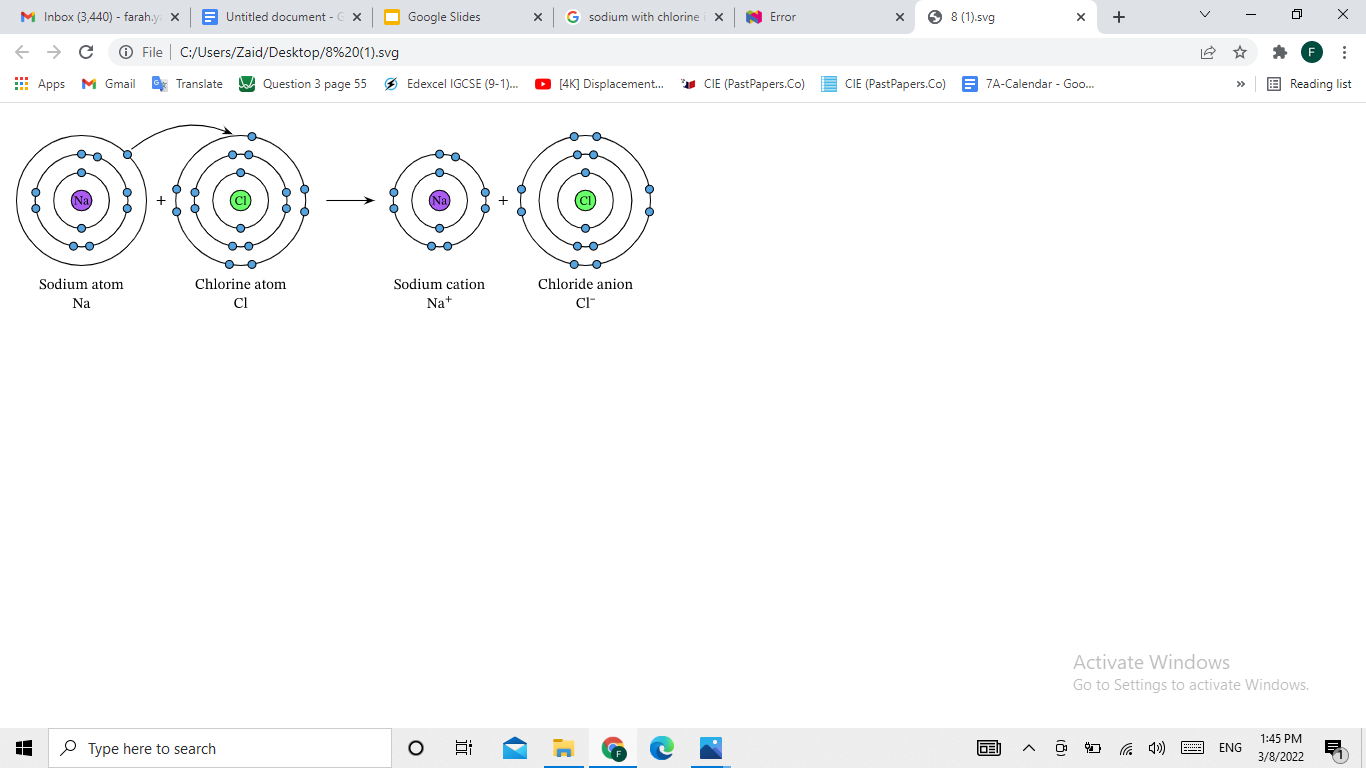 Inbox (3,440) - farah.y
Untitled document - G
Google Slides
sodium with chlorine
Error
8 (1).svg
File
C:/Users/Zaid/Desktop/8%20(1).svg
F
Apps
Gmail
Translate
Question 3 page 55
Edexcel IGCSE (9-1)...
[4K] Displacement...
CIE (PastPapers.Co)
CIE (PastPapers.Co)
7A-Calendar - Goo...
»
Reading list
Na
+
Cl
Na
+
Cl
Sodium atom
Na
Chlorine atom
Cl
Sodium cation
Na⁺
Chloride anion
Cl⁻
Activate Windows
Go to Settings to activate Windows.
Type here to search
F
ENG
1:45 PM
3/8/2022
1